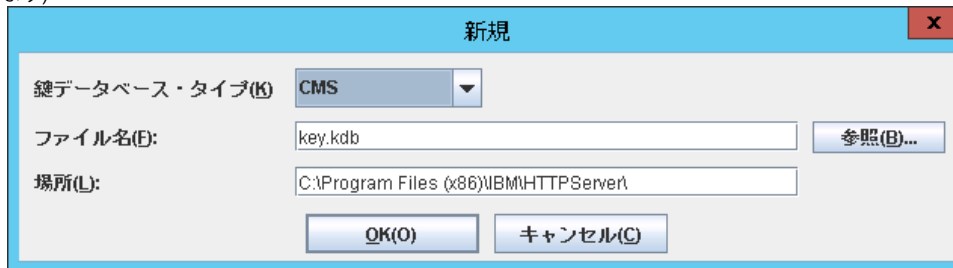 新規
x
鍵データベース・タイプ(K) CMS
ファイル名(F): key.kdb 参照(B)...
場所(L): C:\Program Files (x86)\IBM\HTTPServer\
OK(O) キャンセル(C)